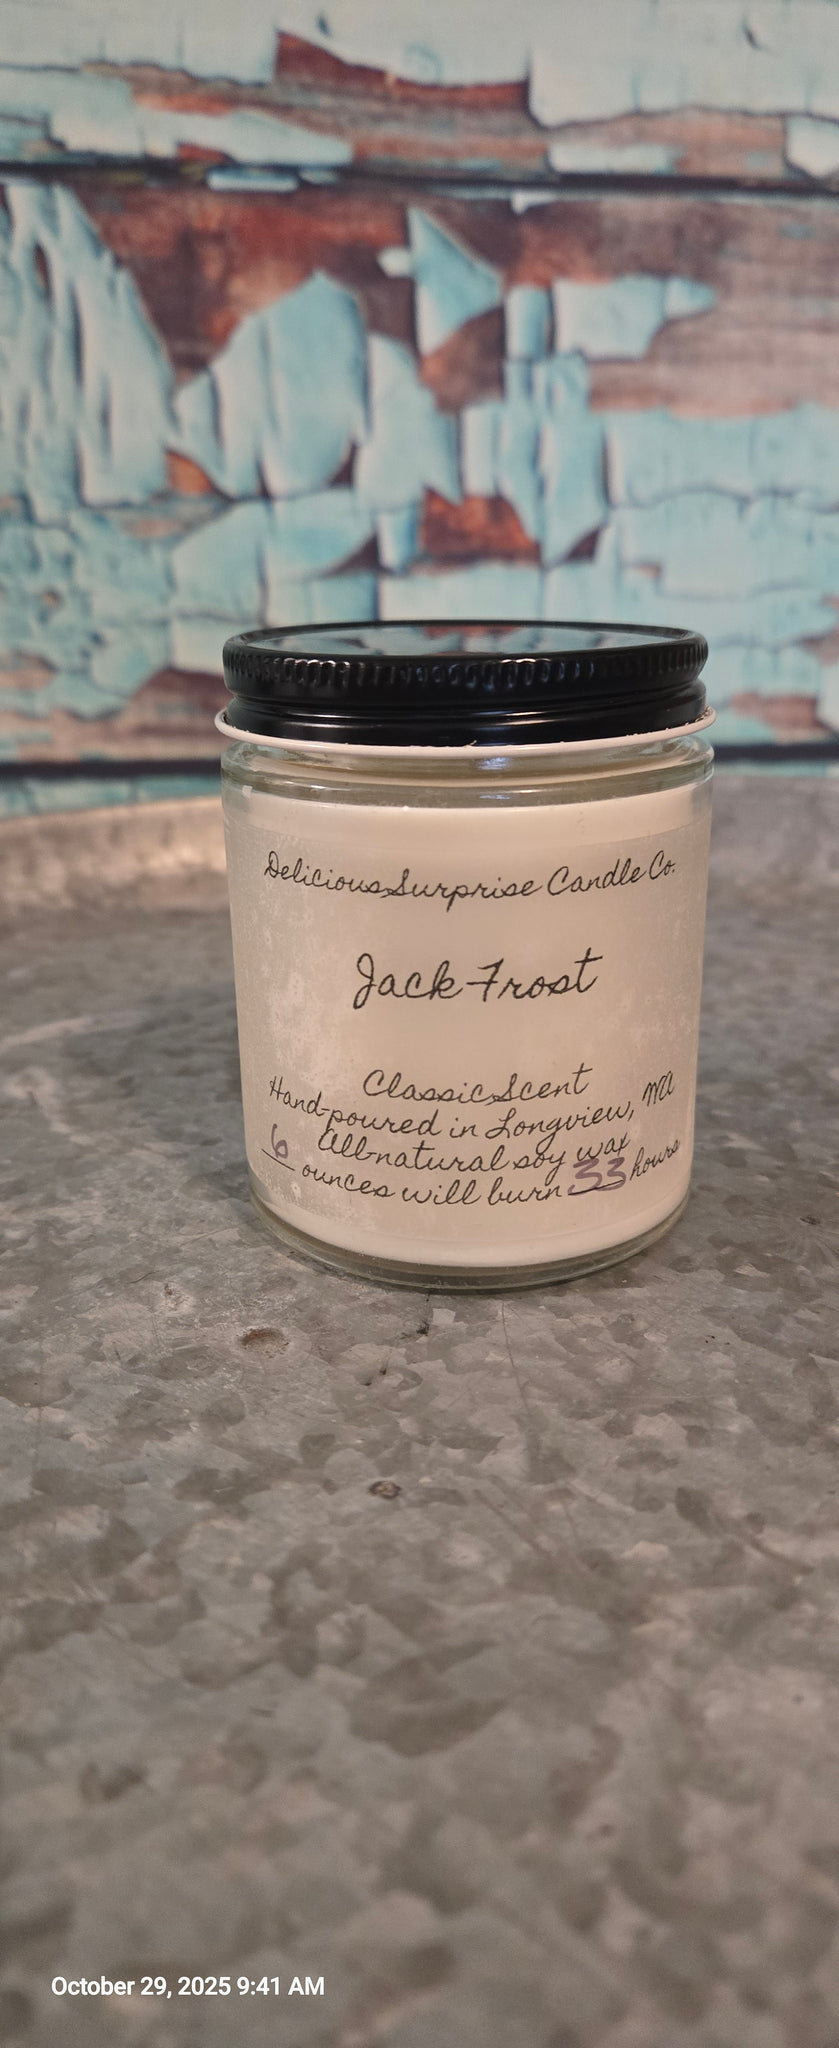 Delicious Surprise Candle Co.
Jack Frost
Classic Scent
Hand-poured in Longview, WA
All-natural soy wax
6 ounces will burn 33 hours
October 29, 2025 9:41 AM